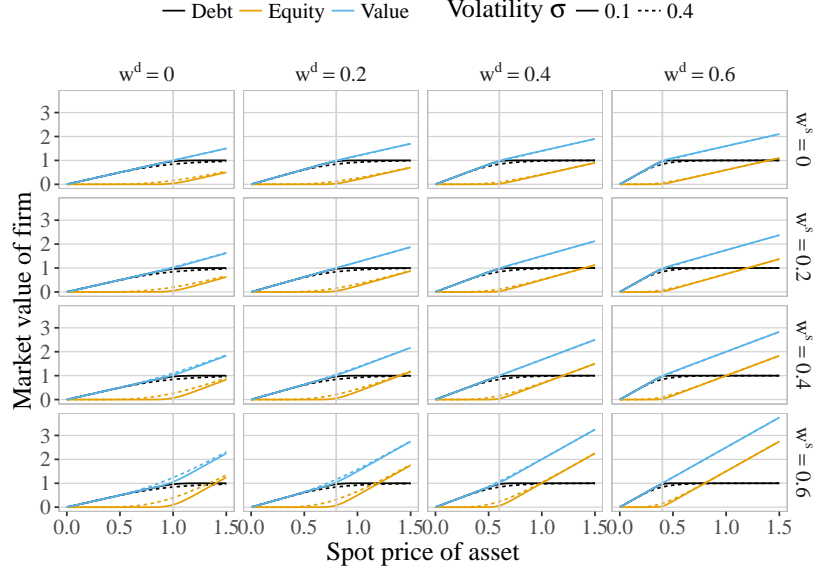 Debt Equity Value Volatility σ 0.1 0.4
w^d = 0 w^d = 0.2 w^d = 0.4 w^d = 0.6
3
2
1
0
w^s = 0
3
2
1
0
w^s = 0.2
3
2
1
0
w^s = 0.4
3
2
1
0
w^s = 0.6
Market value of firm
0.0 0.5 1.0 1.5 0.0 0.5 1.0 1.5 0.0 0.5 1.0 1.5 0.0 0.5 1.0 1.5
Spot price of asset